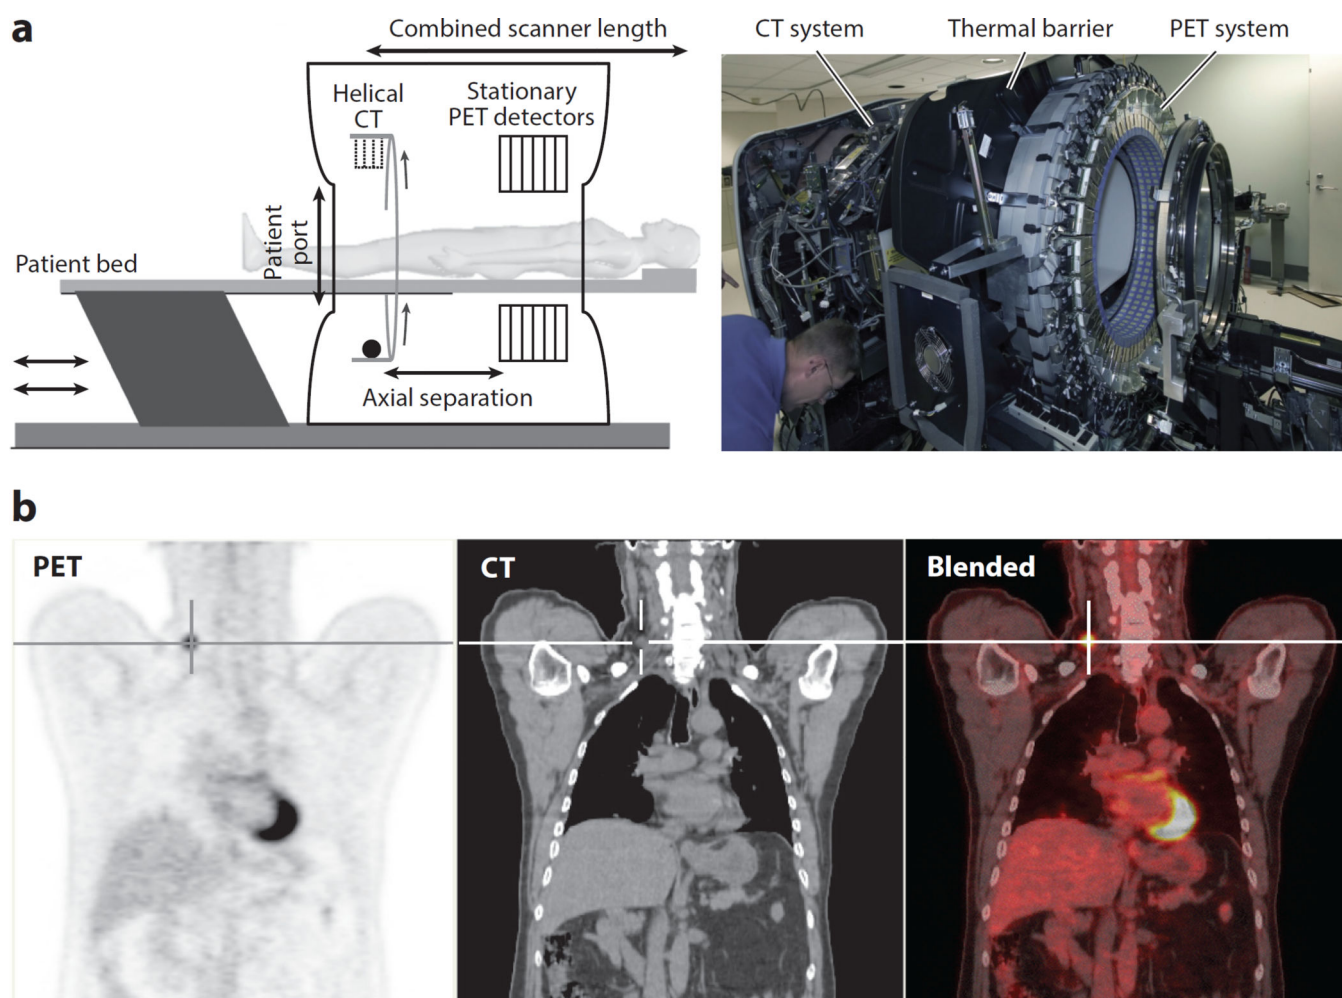 a
Combined scanner length
Helical
CT
Stationary
PET detectors
Patient
port
Patient bed
Axial separation
CT system
Thermal barrier
PET system
b
PET
CT
Blended